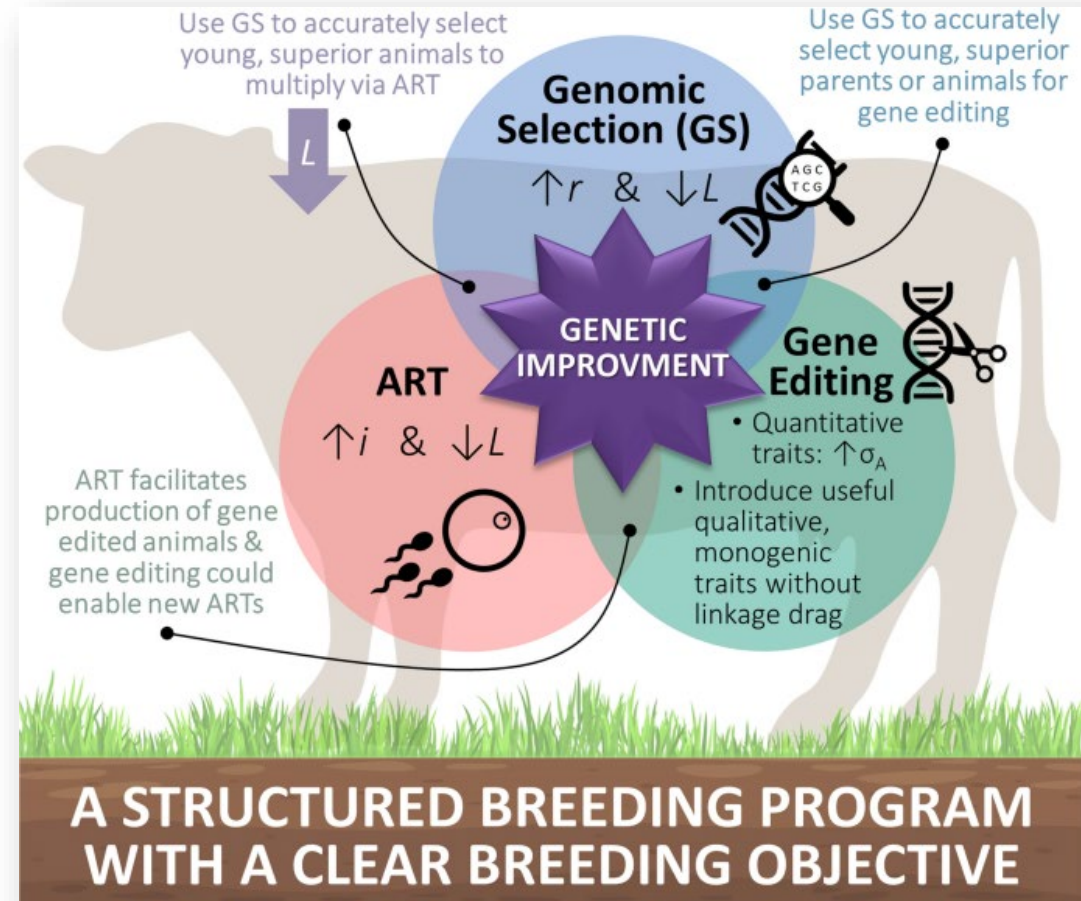 Use GS to accurately select
young, superior animals to
multiply via ART
L
Use GS to accurately
select young, superior
parents or animals for
gene editing
Genomic
Selection (GS)
↑r & ↓L
AGC
TCG
GENETIC
IMPROVMENT
ART
↑i & ↓L
Gene
Editing
• Quantitative
traits: ↑σA
• Introduce useful
qualitative,
monogenic
traits without
linkage drag
ART facilitates
production of gene
edited animals &
gene editing could
enable new ARTs
A STRUCTURED BREEDING PROGRAM
WITH A CLEAR BREEDING OBJECTIVE